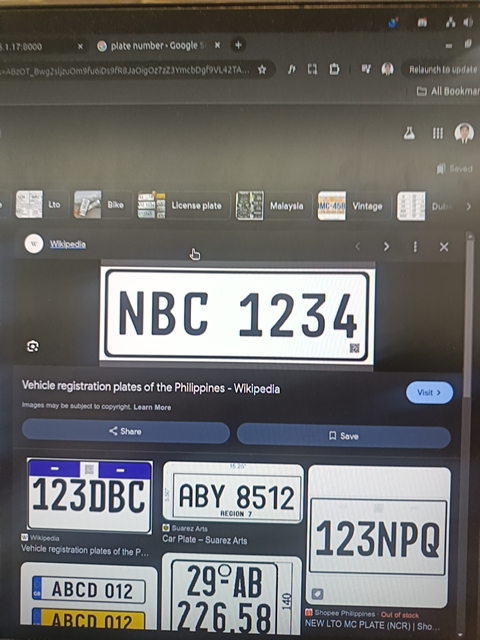 .1.17:8000
plate number - Google S
Relaunch to update
All Bookmar
Saved
Lto
Bike
License plate
Malaysia
Vintage
Dub
W
Wikipedia
NBC 1234
Vehicle registration plates of the Philippines - Wikipedia
Visit >
Images may be subject to copyright. Learn More
Share
Save
123DBC
ABY 8512
REGION 7
123NPQ
Wikipedia
Vehicle registration plates of the P...
Suarez Arts
Car Plate – Suarez Arts
ABCD 012
ABCD 012
29ºAB
226.58
140
Shopee Philippines · Out of stock
NEW LTO MC PLATE (NCR) | Sho...